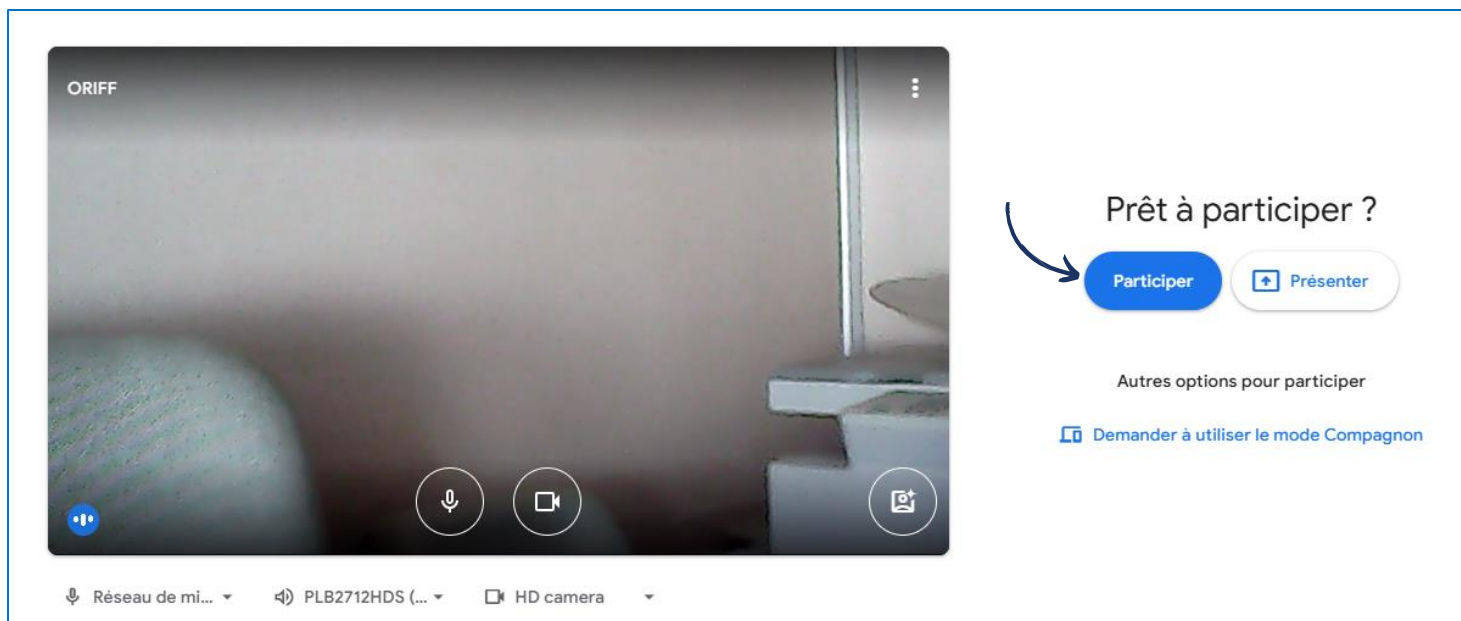 ORIFF
Prêt à participer ?
Participer
Présenter
Autres options pour participer
Demander à utiliser le mode Compagnon
Réseau de mi...
PLB2712HDS (...
HD camera